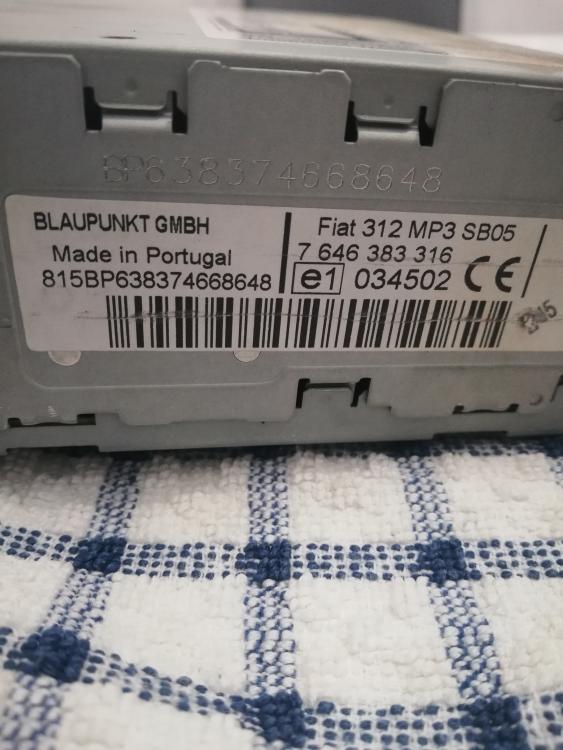 BP638374668648
BLAUPUNKT GMBH
Made in Portugal
815BP638374668648
Fiat 312 MP3 SB05
7 646 383 316
e1 034502 CE